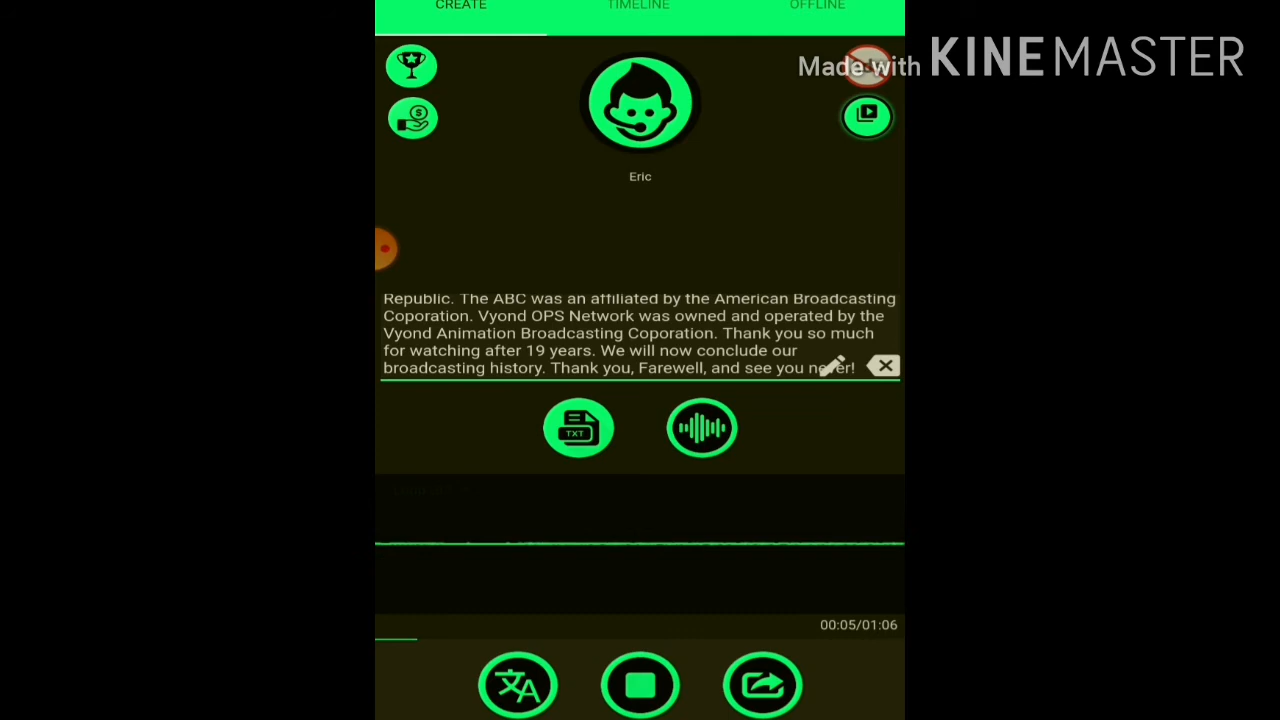 CREATE TIMELINE OFFLINE
Made with KINEMASTER
Eric
Republic. The ABC was an affiliated by the American Broadcasting
Coporation. Vyond OPS Network was owned and operated by the
Vyond Animation Broadcasting Coporation. Thank you so much
for watching after 19 years. We will now conclude our
broadcasting history. Thank you, Farewell, and see you never!
TXT
00:05/01:06